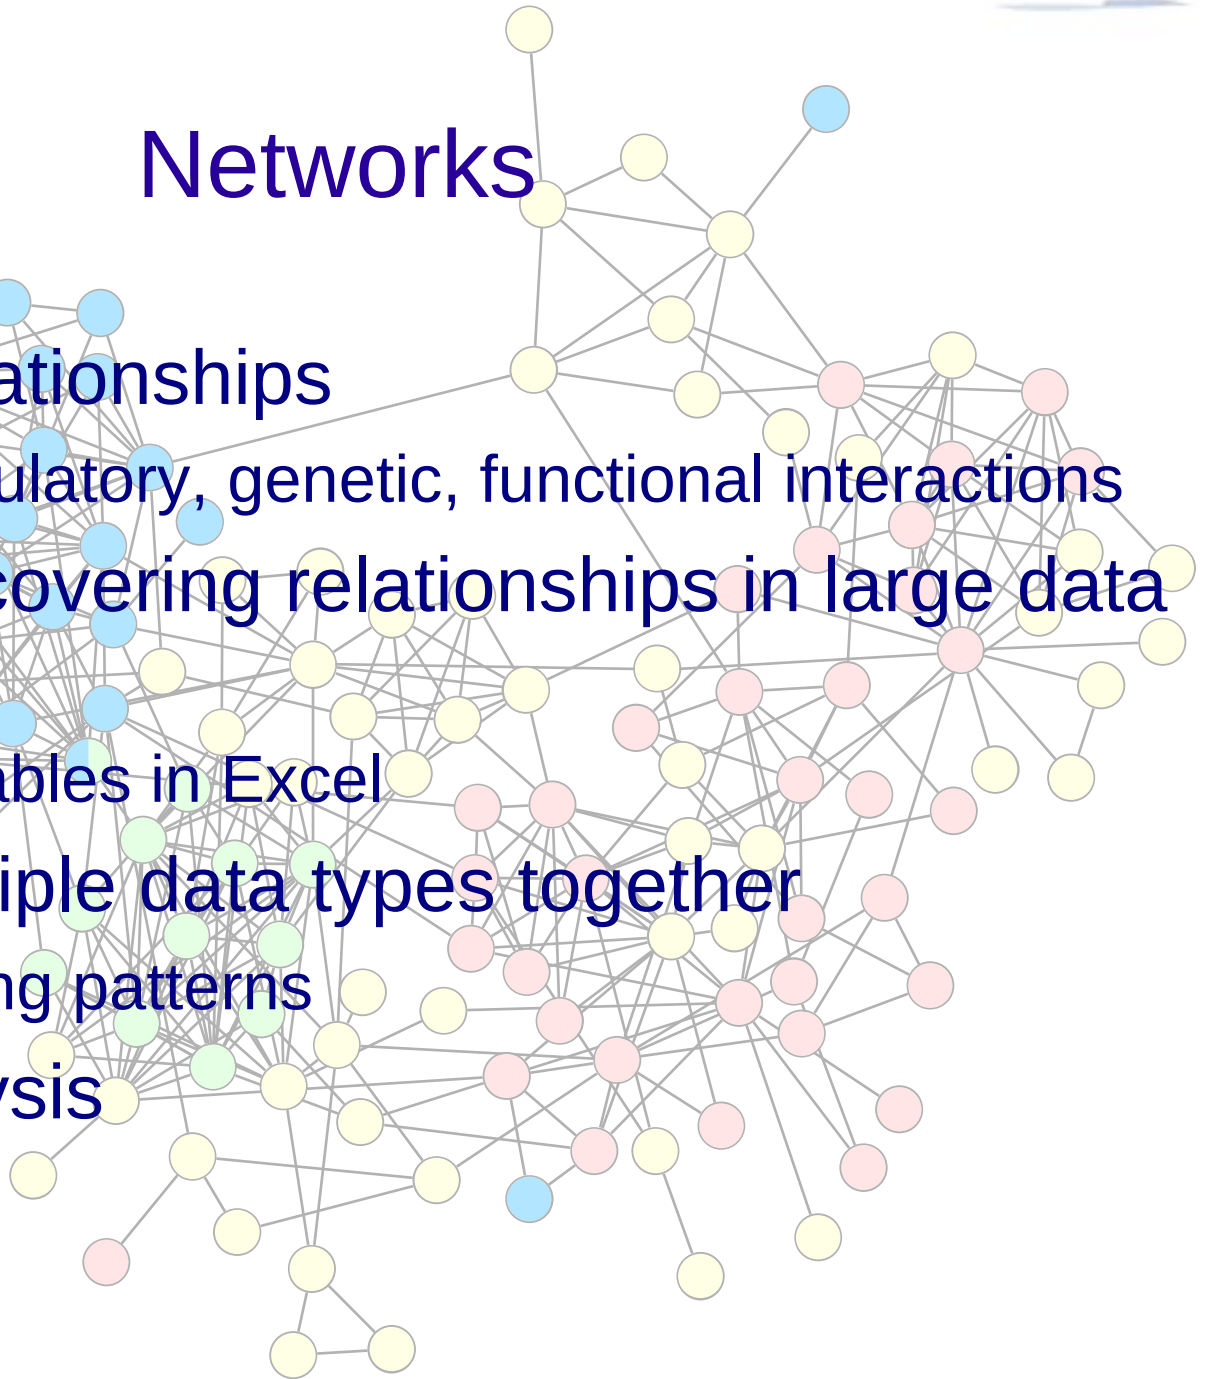 Networks
ationships
ulatory, genetic, functional interactions
covering relationships in large data
ables in Excel
iple data types together
ng patterns
ysis